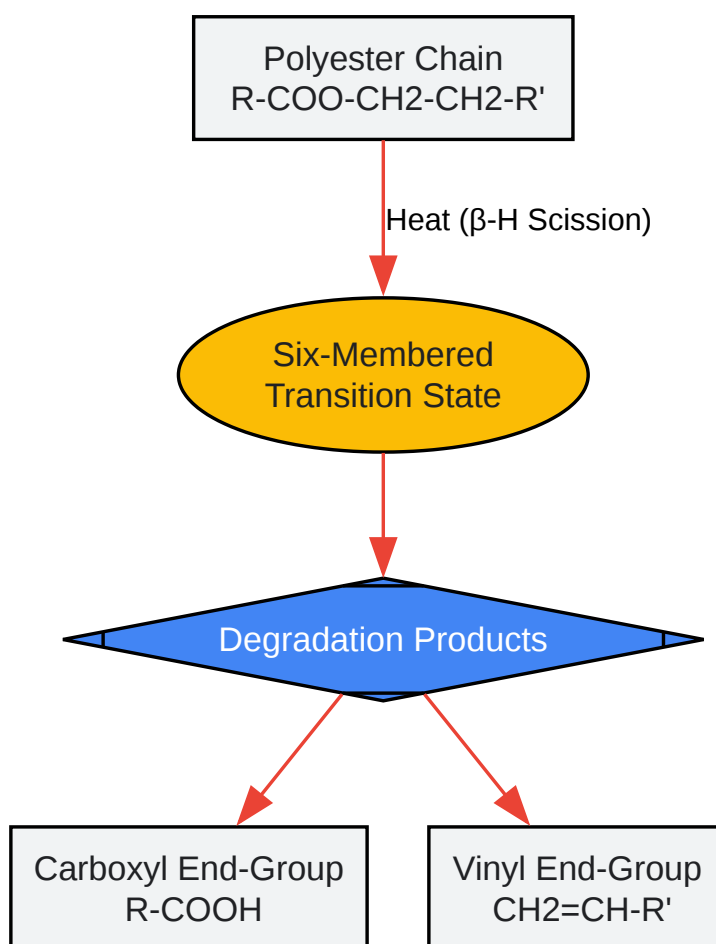 Polyester Chain
R-COO-CH2-CH2-R'
Heat (β-H Scission)
Six-Membered
Transition State
Degradation Products
Carboxyl End-Group
R-COOH
Vinyl End-Group
CH2=CH-R'